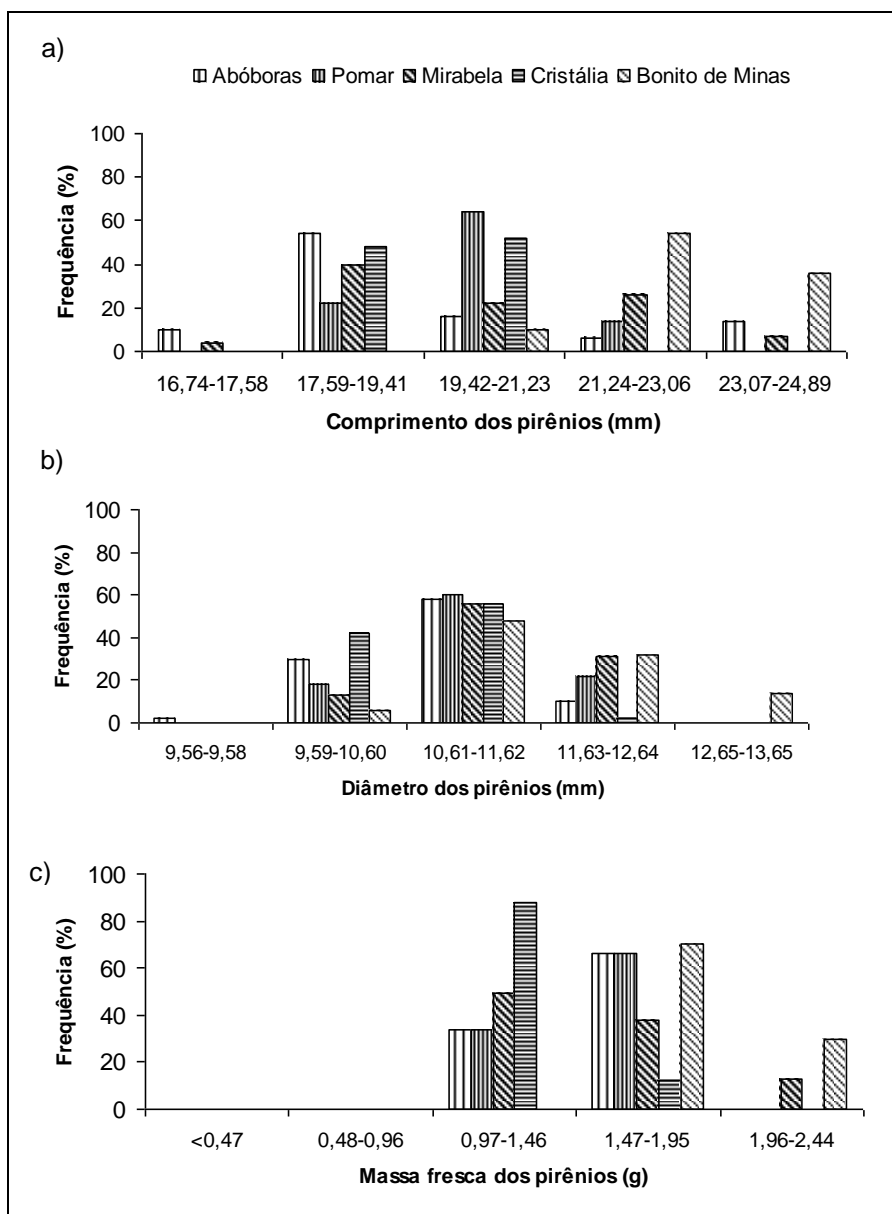 a)
Abóboras Pomar Mirabela Cristália Bonito de Minas
100
80
60
40
20
0
Frequência (%)
16,74-17,58 17,59-19,41 19,42-21,23 21,24-23,06 23,07-24,89
Comprimento dos pirênios (mm)
b)
100
80
60
40
20
0
Frequência (%)
9,56-9,58 9,59-10,60 10,61-11,62 11,63-12,64 12,65-13,65
Diâmetro dos pirênios (mm)
c)
100
80
60
40
20
0
Frequência (%)
<0,47 0,48-0,96 0,97-1,46 1,47-1,95 1,96-2,44
Massa fresca dos pirênios (g)